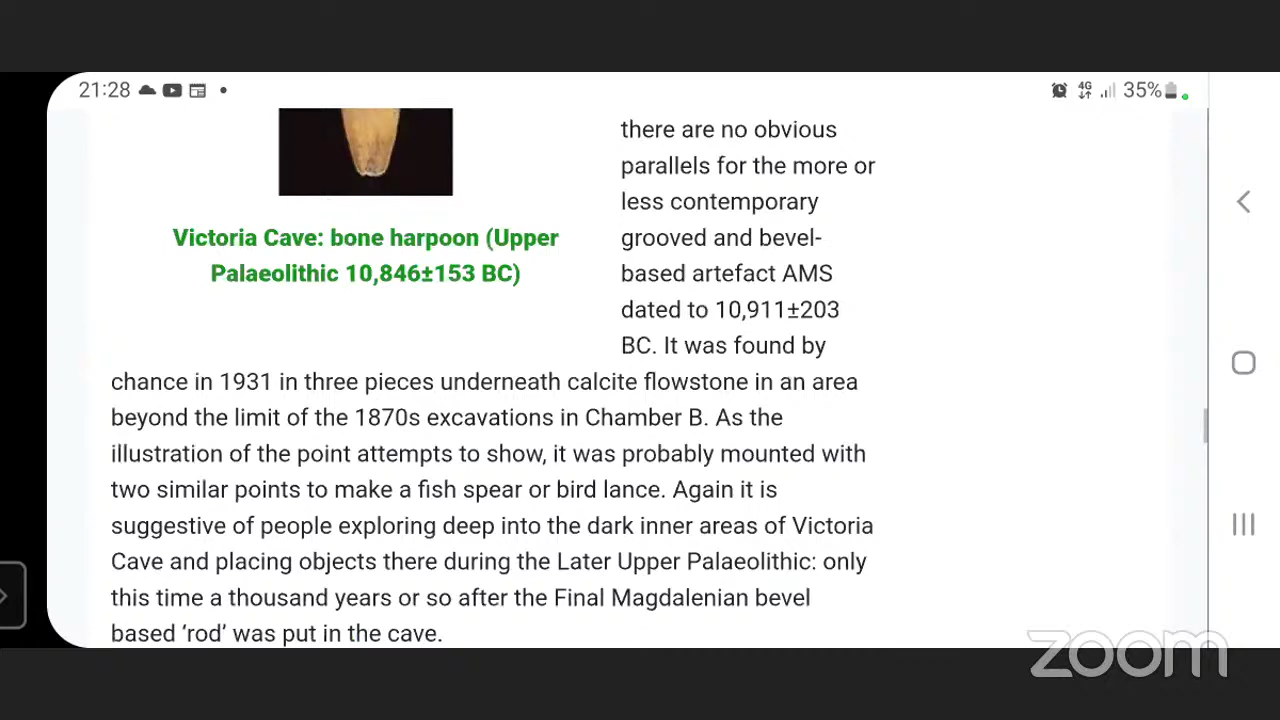 21:28
4G
35%
there are no obvious
parallels for the more or
less contemporary
grooved and bevel-
based artefact AMS
dated to 10,911±203
BC. It was found by
Victoria Cave: bone harpoon (Upper
Palaeolithic 10,846±153 BC)
chance in 1931 in three pieces underneath calcite flowstone in an area
beyond the limit of the 1870s excavations in Chamber B. As the
illustration of the point attempts to show, it was probably mounted with
two similar points to make a fish spear or bird lance. Again it is
suggestive of people exploring deep into the dark inner areas of Victoria
Cave and placing objects there during the Later Upper Palaeolithic: only
this time a thousand years or so after the Final Magdalenian bevel
based ‘rod’ was put in the cave.
zoom